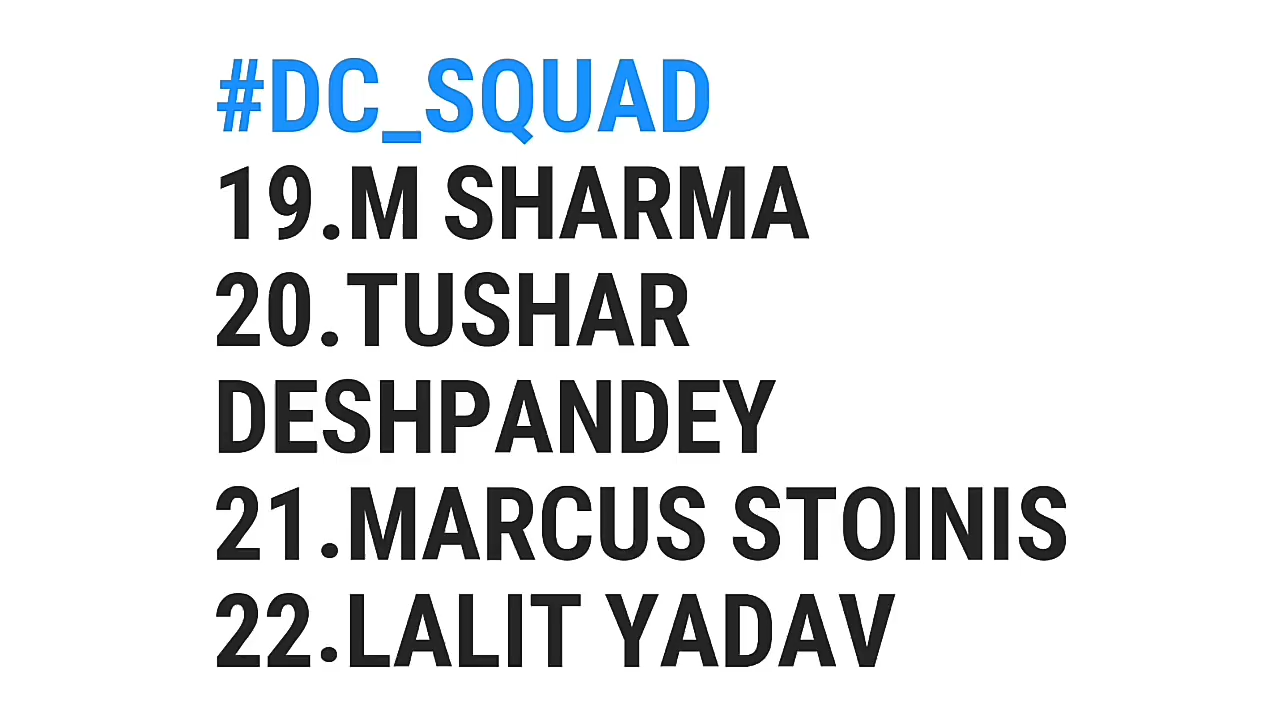 #DC_SQUAD
19.M SHARMA
20.TUSHAR
DESHPANDEY
21.MARCUS STOINIS
22.LALIT YADAV